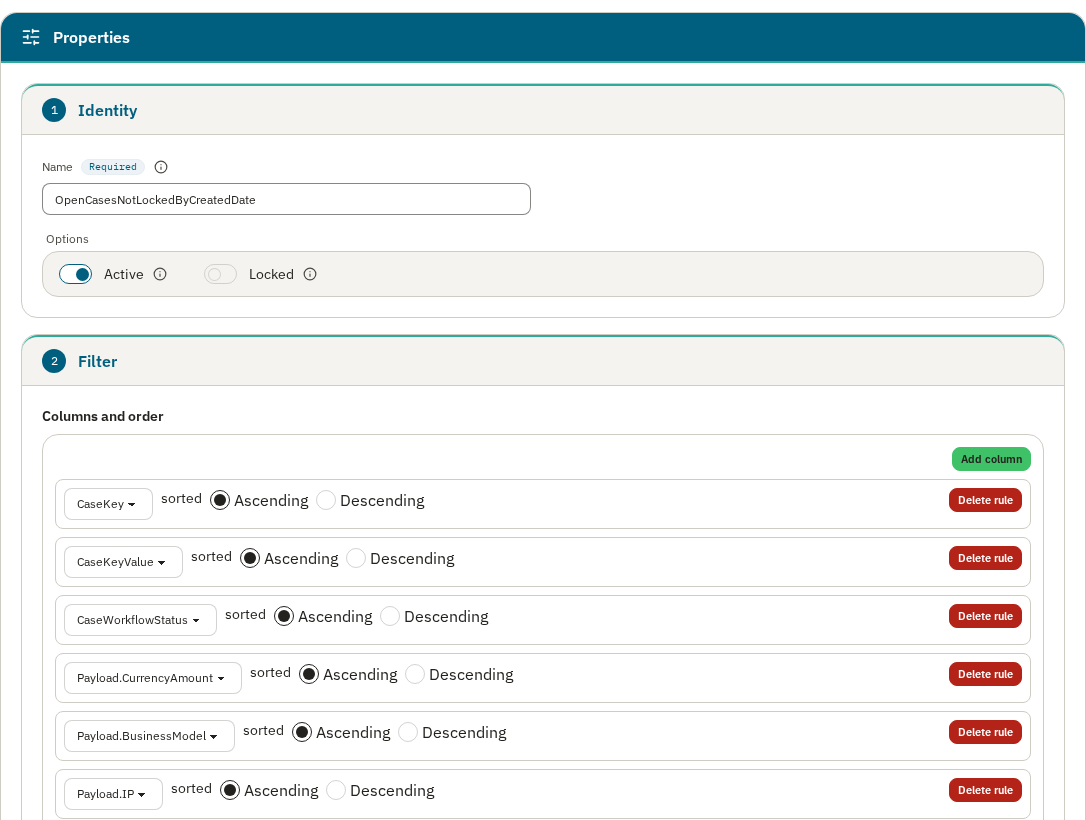 Properties
1 Identity
Name Required
OpenCasesNotLockedByCreatedDate
Options
Active Locked
2 Filter
Columns and order
Add column
CaseKey sorted Ascending Descending Delete rule
CaseKeyValue sorted Ascending Descending Delete rule
CaseWorkflowStatus sorted Ascending Descending Delete rule
Payload.CurrencyAmount sorted Ascending Descending Delete rule
Payload.BusinessModel sorted Ascending Descending Delete rule
Payload.IP sorted Ascending Descending Delete rule